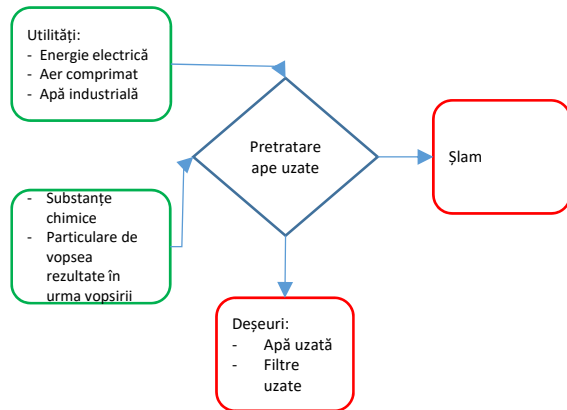 Utilități:
- Energie electrică
- Aer comprimat
- Apă industrială
Pretratare
ape uzate
Șlam
- Substanțe
chimice
- Particulare de
vopsea
rezultate în
urma vopsirii
Deșeuri:
- Apă uzată
- Filtre
uzate